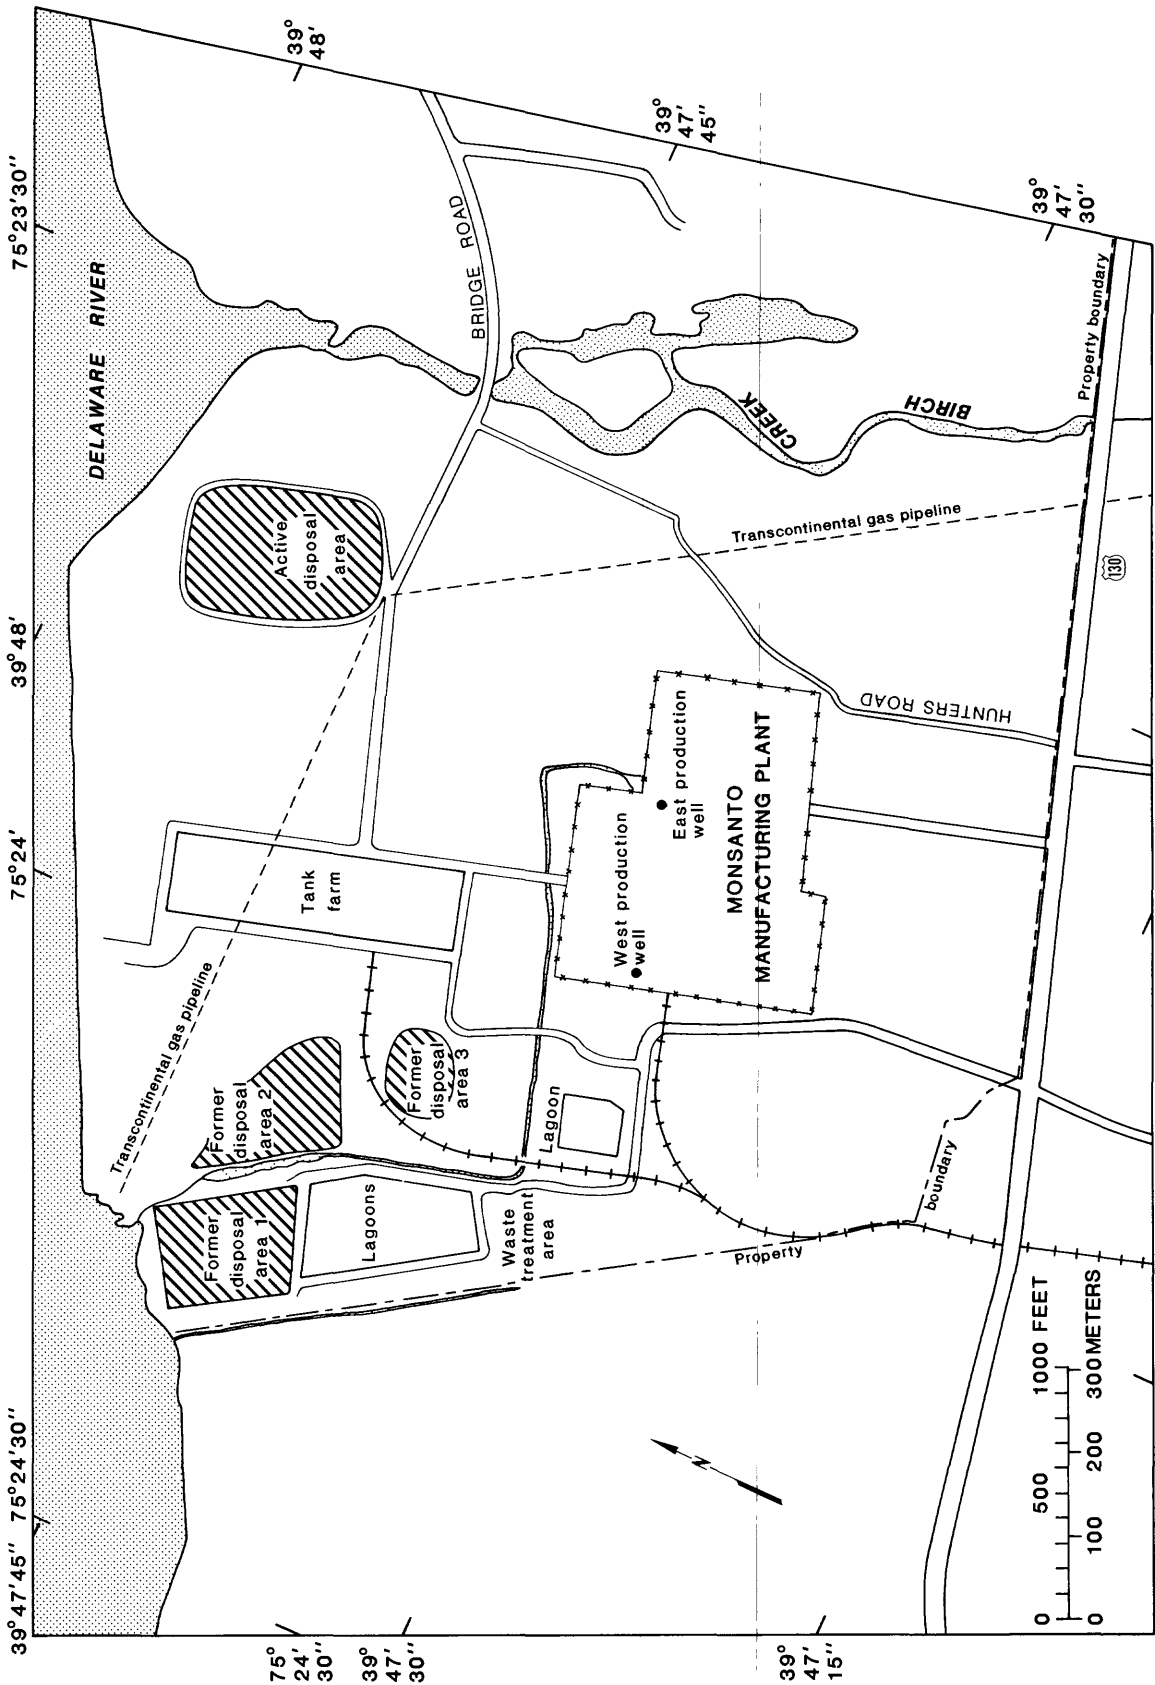 39°47'45" 75°24'30"
75°24'
39°48'
75°23'30"
39°
48'
39°
47'
45"
39°
47'
30"
75°
24'
30"
39°
47'
30"
39°
47'
15"
DELAWARE RIVER
BRIDGE ROAD
BIRCH
CREEK
Property boundary
Active
disposal
area
Transcontinental gas pipeline
130
HUNTERS ROAD
Tank
farm
Transcontinental gas pipeline
East production
well
West production
well
MONSANTO
MANUFACTURING PLANT
Former
disposal
area 2
Former
disposal
area 3
Former
disposal
area 1
Lagoons
Lagoon
Waste
treatment
area
Property
boundary
N
0 500 1000 FEET
0 100 200 300 METERS